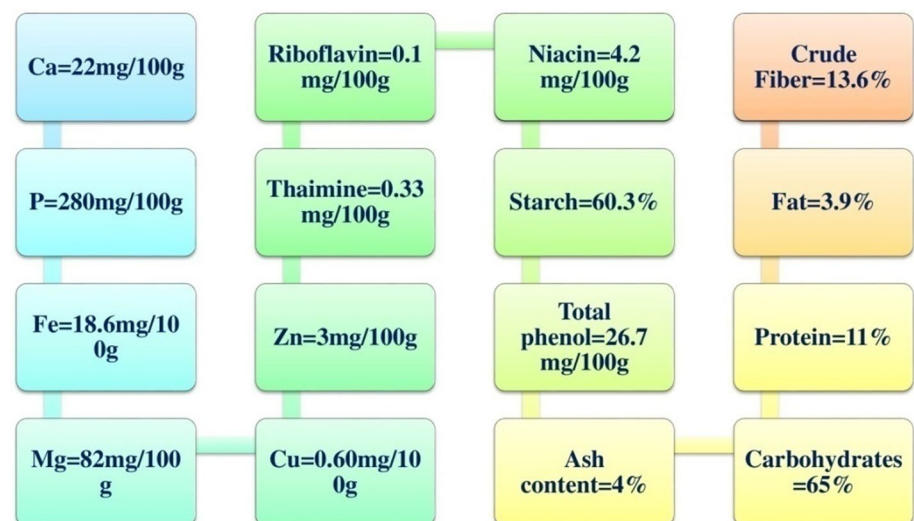 Ca=22mg/100g
P=280mg/100g
Fe=18.6mg/10
0g
Mg=82mg/100
g
Cu=0.60mg/10
0g
Zn=3mg/100g
Thaimine=0.33
mg/100g
Riboflavin=0.1
mg/100g
Niacin=4.2
mg/100g
Starch=60.3%
Total
phenol=26.7
mg/100g
Ash
content=4%
Carbohydrates
=65%
Protein=11%
Fat=3.9%
Crude
Fiber=13.6%